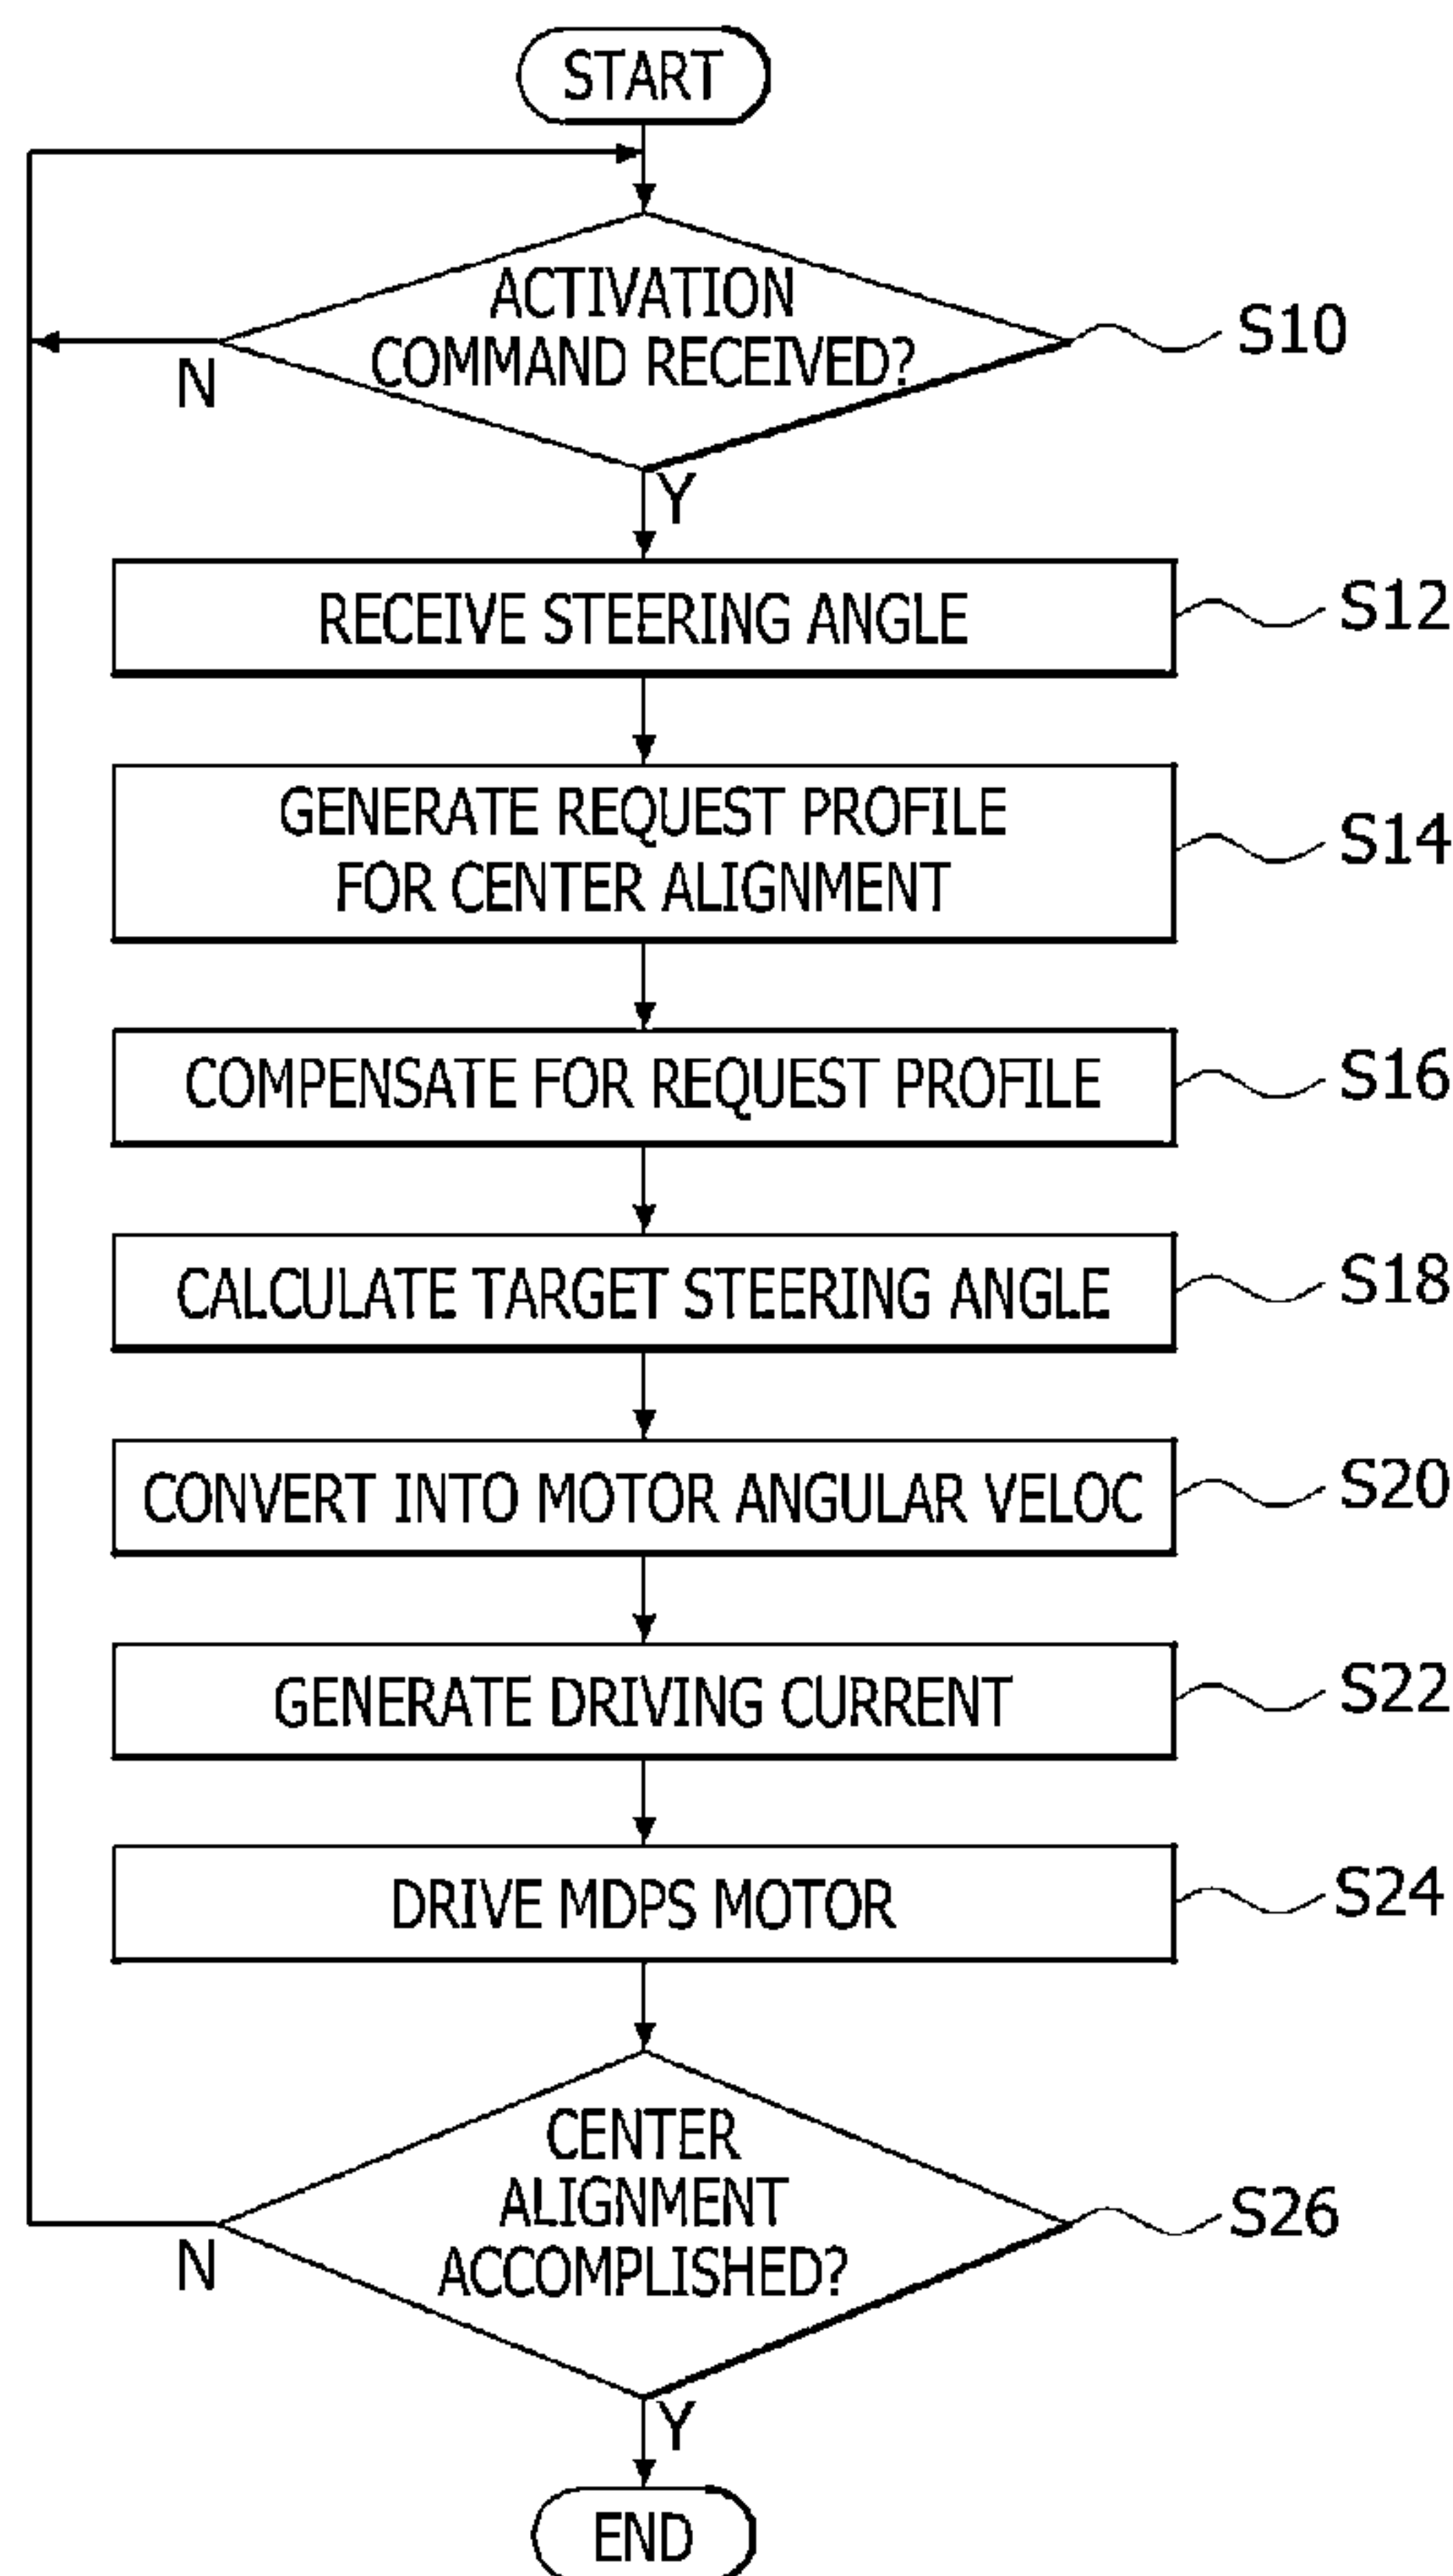 START
ACTIVATION
COMMAND RECEIVED?
S10
N
Y
RECEIVE STEERING ANGLE
S12
GENERATE REQUEST PROFILE
FOR CENTER ALIGNMENT
S14
COMPENSATE FOR REQUEST PROFILE
S16
CALCULATE TARGET STEERING ANGLE
S18
CONVERT INTO MOTOR ANGULAR VELOC
S20
GENERATE DRIVING CURRENT
S22
DRIVE MDPS MOTOR
S24
CENTER
ALIGNMENT
ACCOMPLISHED?
S26
N
Y
END